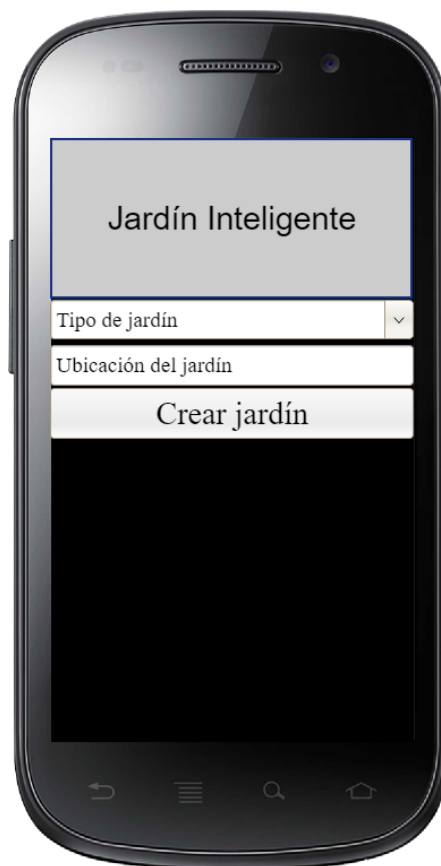 Jardín Inteligente
Tipo de jardín
Ubicación del jardín
Crear jardín